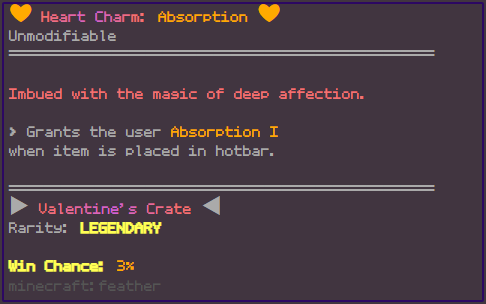 🧡 Heart Charm: Absorption 🧡
Unmodifiable
Imbued with the magic of deep affection.
> Grants the user Absorption I
when item is placed in hotbar.
▶ Valentine's Crate ◀
Rarity: LEGENDARY
Win Chance: 3%
minecraft:feather